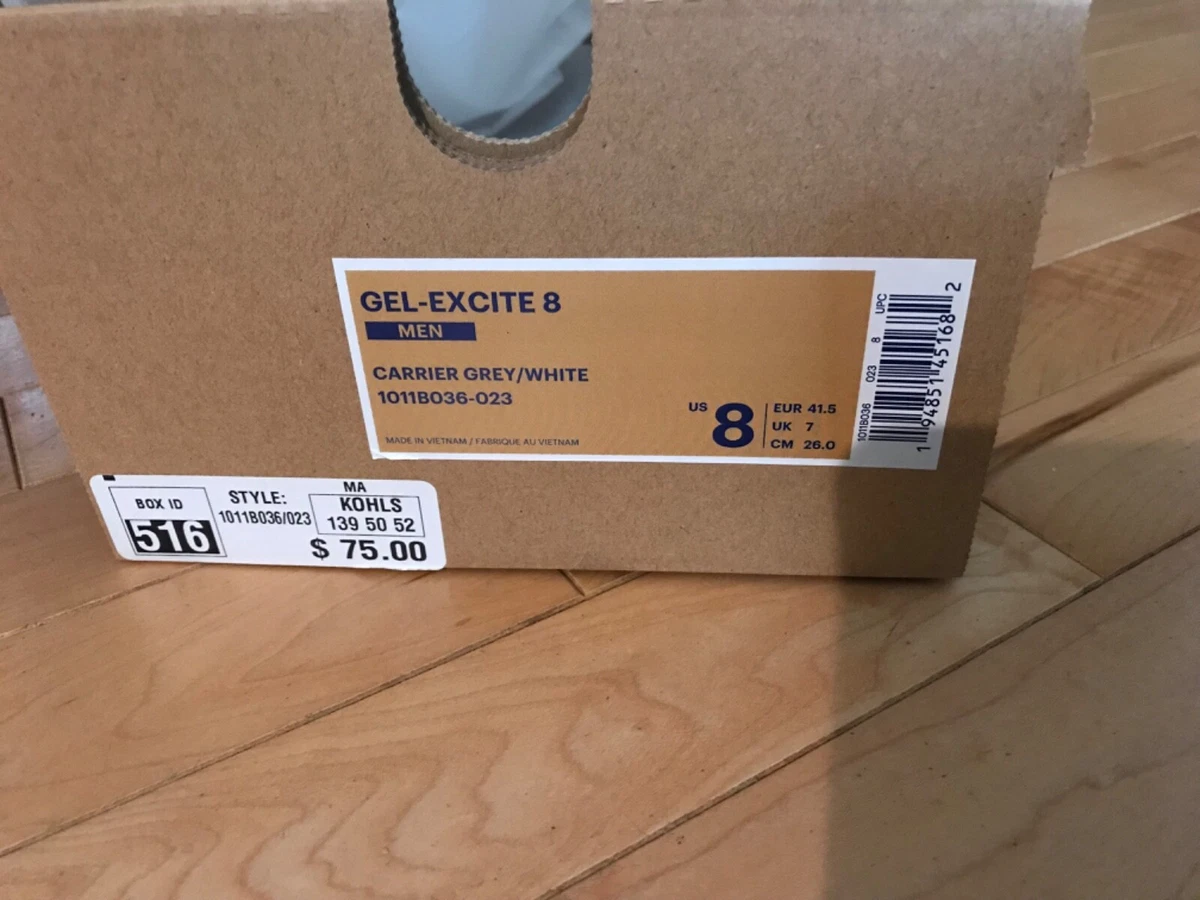 GEL-EXCITE 8
MEN
CARRIER GREY/WHITE
1011B036-023
MADE IN VIETNAM / FABRIQUE AU VIETNAM
US 8
EUR 41.5
UK 7
CM 26.0
1011B036 023 8 UPC
1 94851 45168 2
BOX ID
516
STYLE:
1011B036/023
MA
KOHLS
139 50 52
$ 75.00